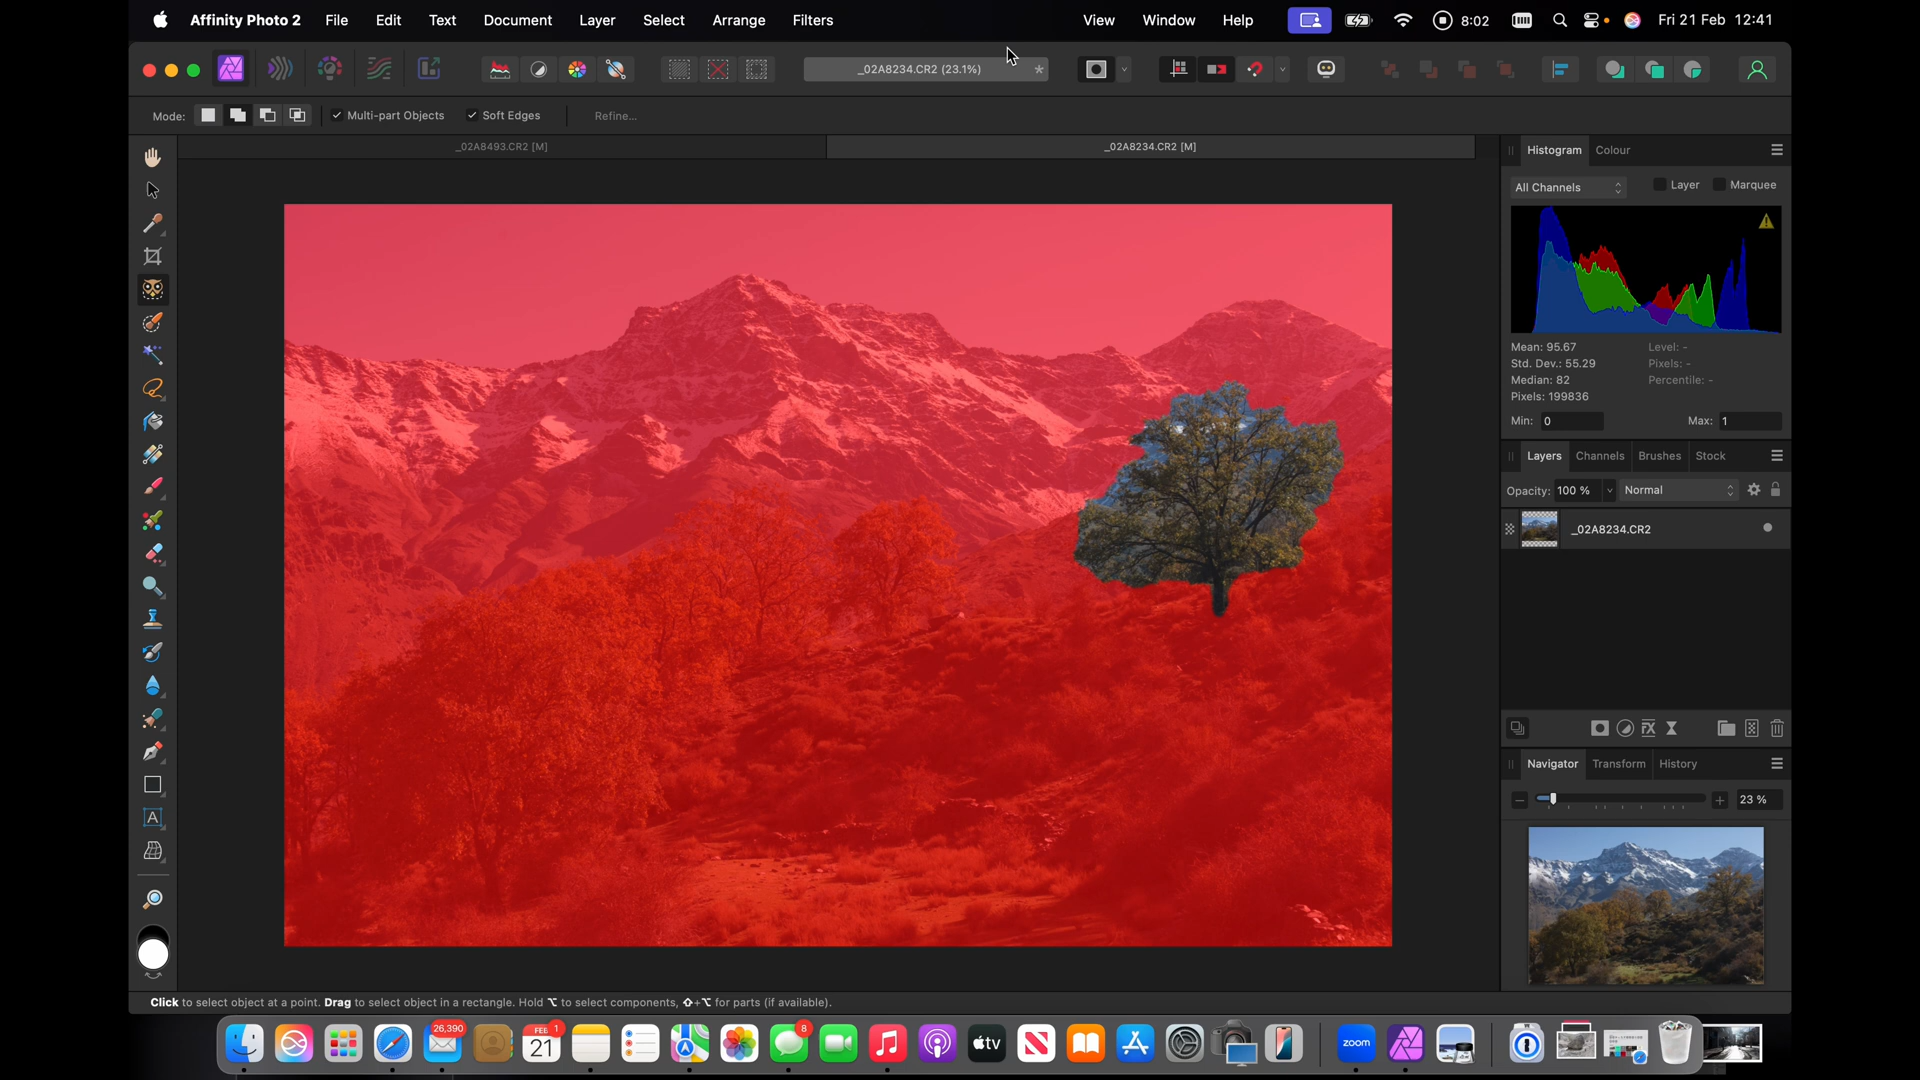 Affinity Photo 2 File Edit Text Document Layer Select Arrange Filters View Window Help 8:02 Fri 21 Feb 12:41
_02A8234.CR2 (23.1%) *
Mode: Multi-part Objects Soft Edges Refine...
_02A8493.CR2 [M] _02A8234.CR2 [M]
Histogram Colour
All Channels Layer Marquee
Mean: 95.67 Level: -
Std. Dev.: 55.29 Pixels: -
Median: 82 Percentile: -
Pixels: 199836
Min: 0 Max: 1
Layers Channels Brushes Stock
Opacity: 100 % Normal
_02A8234.CR2
FX
Navigator Transform History
23 %
A
Click to select object at a point. Drag to select object in a rectangle. Hold ⌥ to select components, ⇧+⌥ for parts (if available).
26,390 FEB 1 21 8 tv zoom